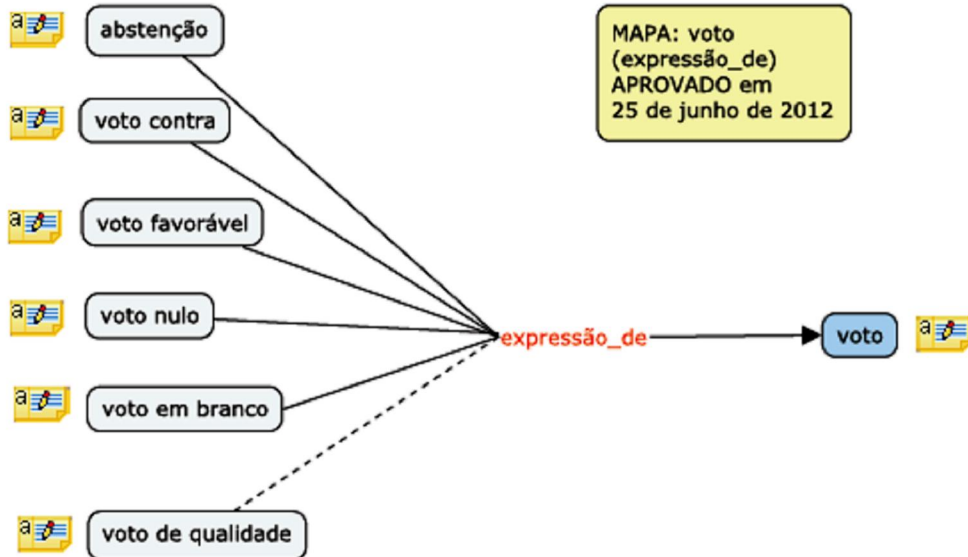 abstenção
MAPA: voto
(expressão_de)
APROVADO em
25 de junho de 2012
voto contra
voto favorável
voto nulo
expressão_de
voto
voto em branco
voto de qualidade
a
a
a
a
a
a
a